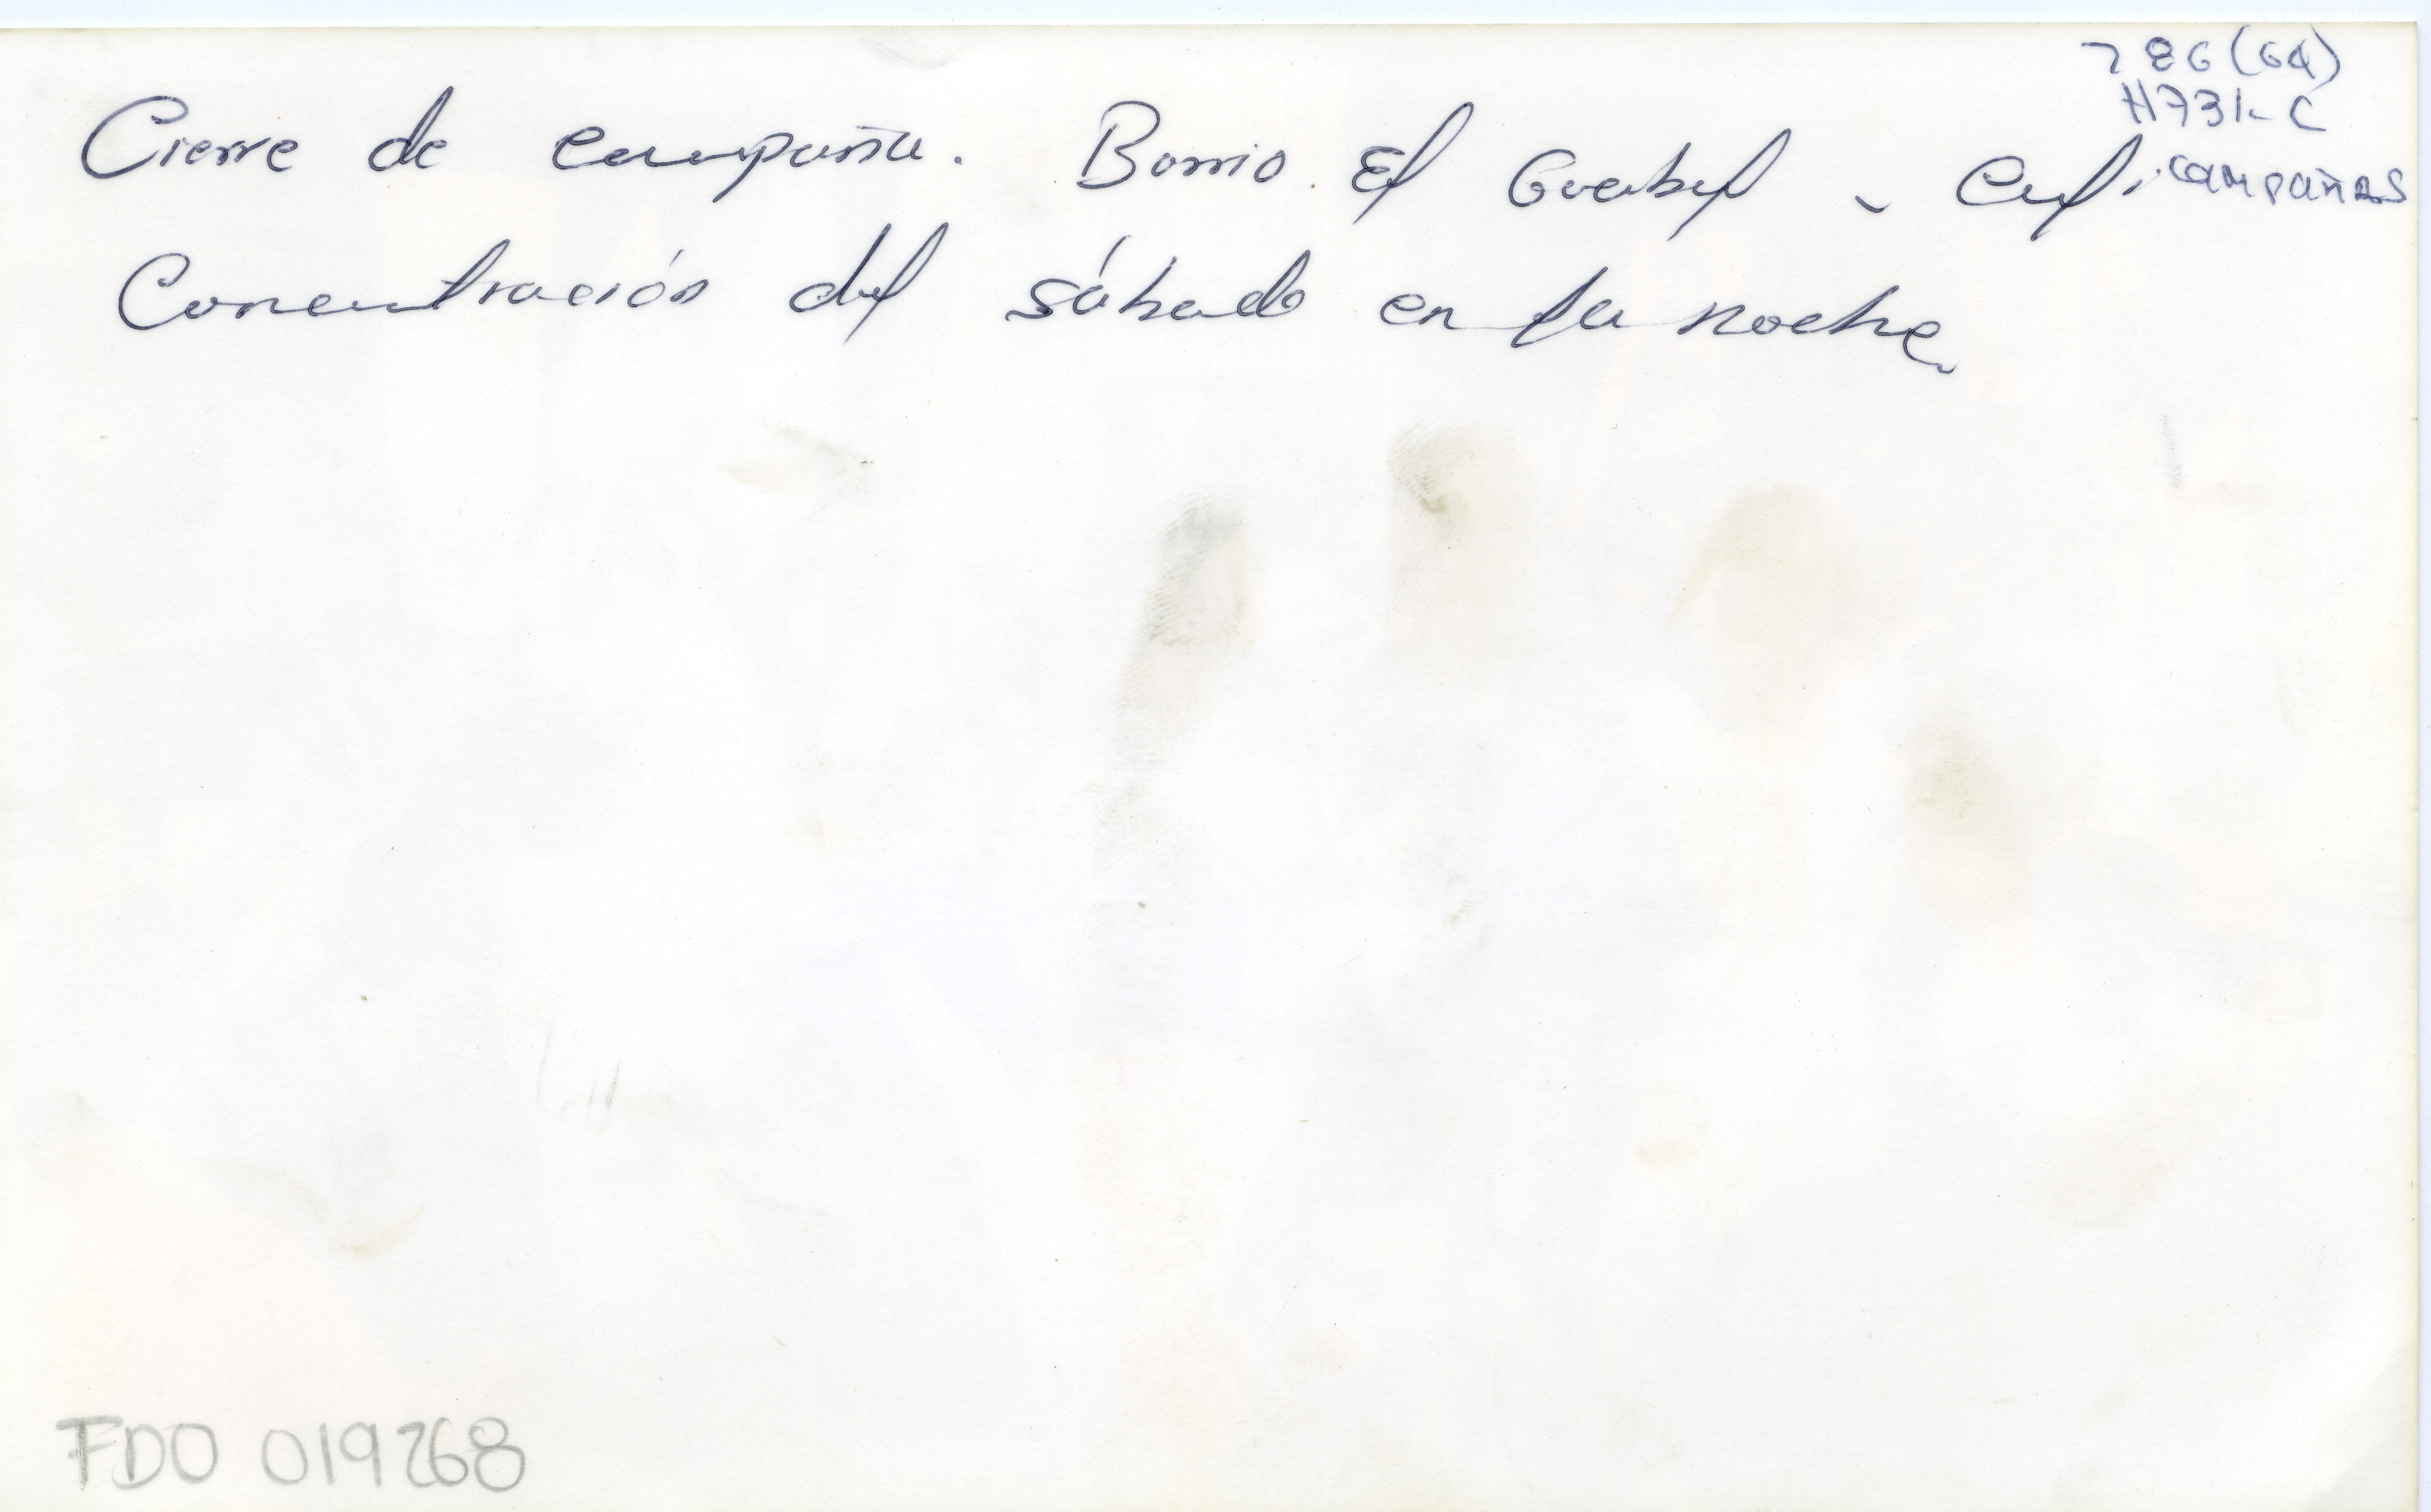 786(64)
H731-C
campañas
Cierre de campaña. Barrio El Guabal - Cali
Concentración del sábado en la noche
FDO 019268